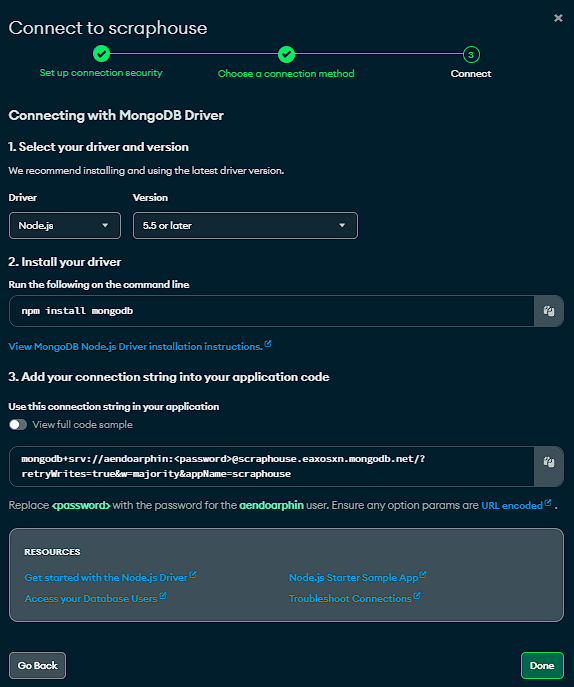 Connect to scraphouse
Set up connection security
Choose a connection method
3
Connect
Connecting with MongoDB Driver
1. Select your driver and version
We recommend installing and using the latest driver version.
Driver
Version
Node.js
5.5 or later
2. Install your driver
Run the following on the command line
npm install mongodb
View MongoDB Node.js Driver installation instructions.
3. Add your connection string into your application code
Use this connection string in your application
View full code sample
mongodb+srv://aendoarphin:<password>@scraphouse.eaxosxn.mongodb.net/?
retryWrites=true&w=majority&appName=scraphouse
Replace <password> with the password for the aendoarphin user. Ensure any option params are URL encoded .
RESOURCES
Get started with the Node.js Driver
Node.js Starter Sample App
Access your Database Users
Troubleshoot Connections
Go Back
Done